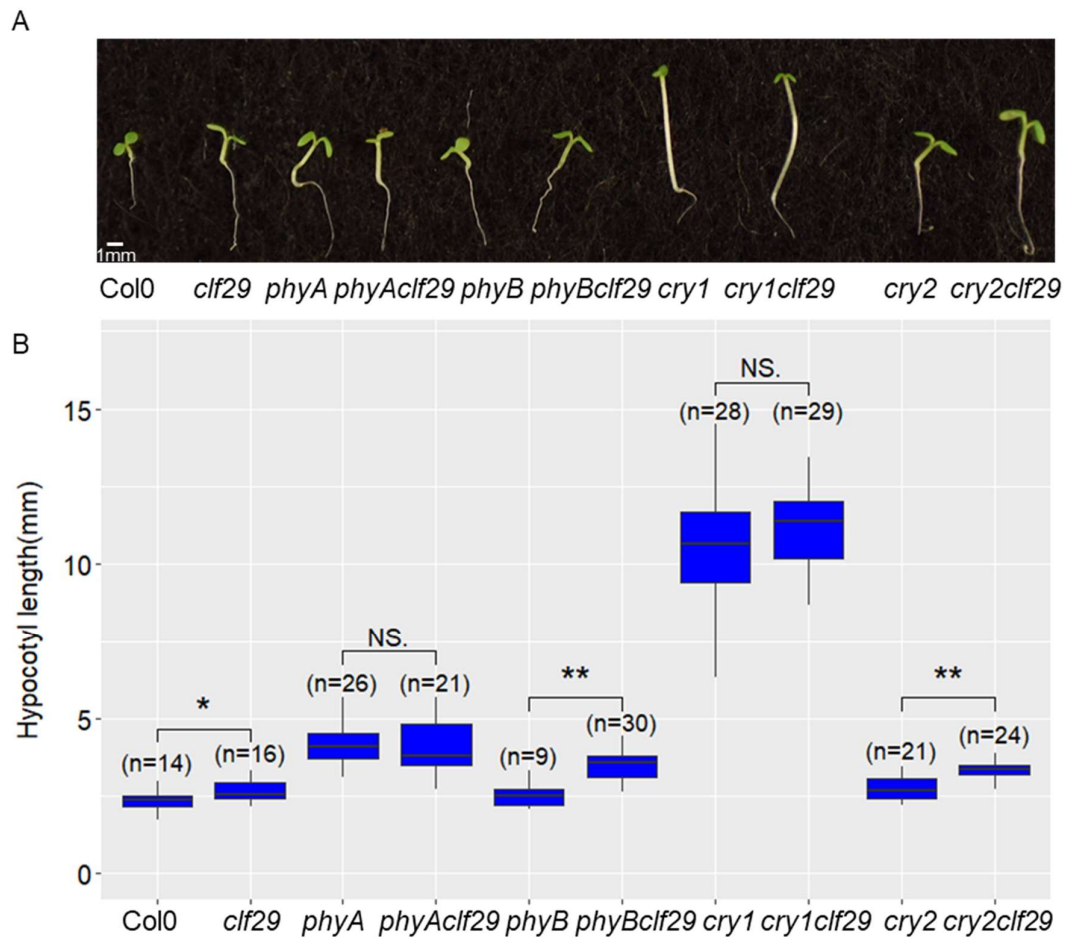 A
1mm
Col0 clf29 phyA phyAclf29 phyB phyBclf29 cry1 cry1clf29 cry2 cry2clf29
B
Hypocotyl length(mm)
NS.
(n=28) (n=29)
15
10
NS.
(n=26) (n=21)
*
**
**
5
(n=14) (n=16)
(n=9) (n=30)
(n=21) (n=24)
0
Col0 clf29 phyA phyAclf29 phyB phyBclf29 cry1 cry1clf29 cry2 cry2clf29